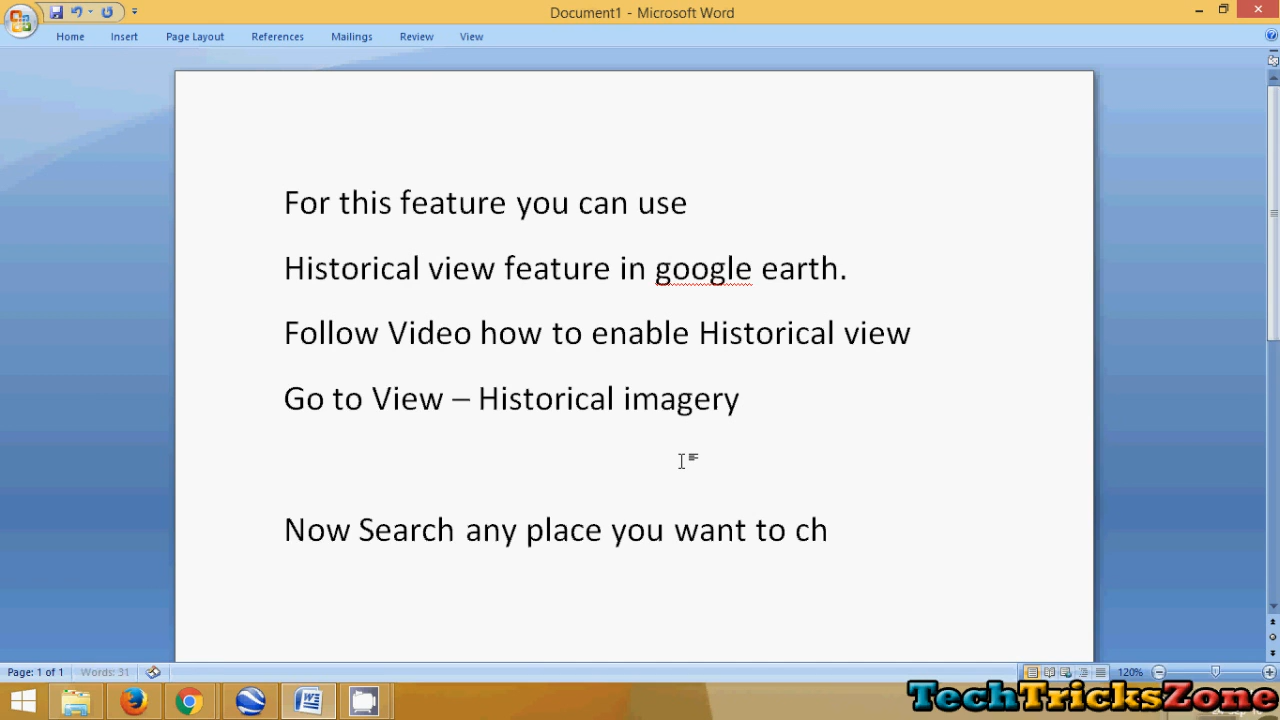 Document1 - Microsoft Word
Home Insert Page Layout References Mailings Review View
For this feature you can use
Historical view feature in google earth.
Follow Video how to enable Historical view
Go to View – Historical imagery
Now Search any place you want to ch
Page: 1 of 1 Words: 31 120%
TechTricksZone